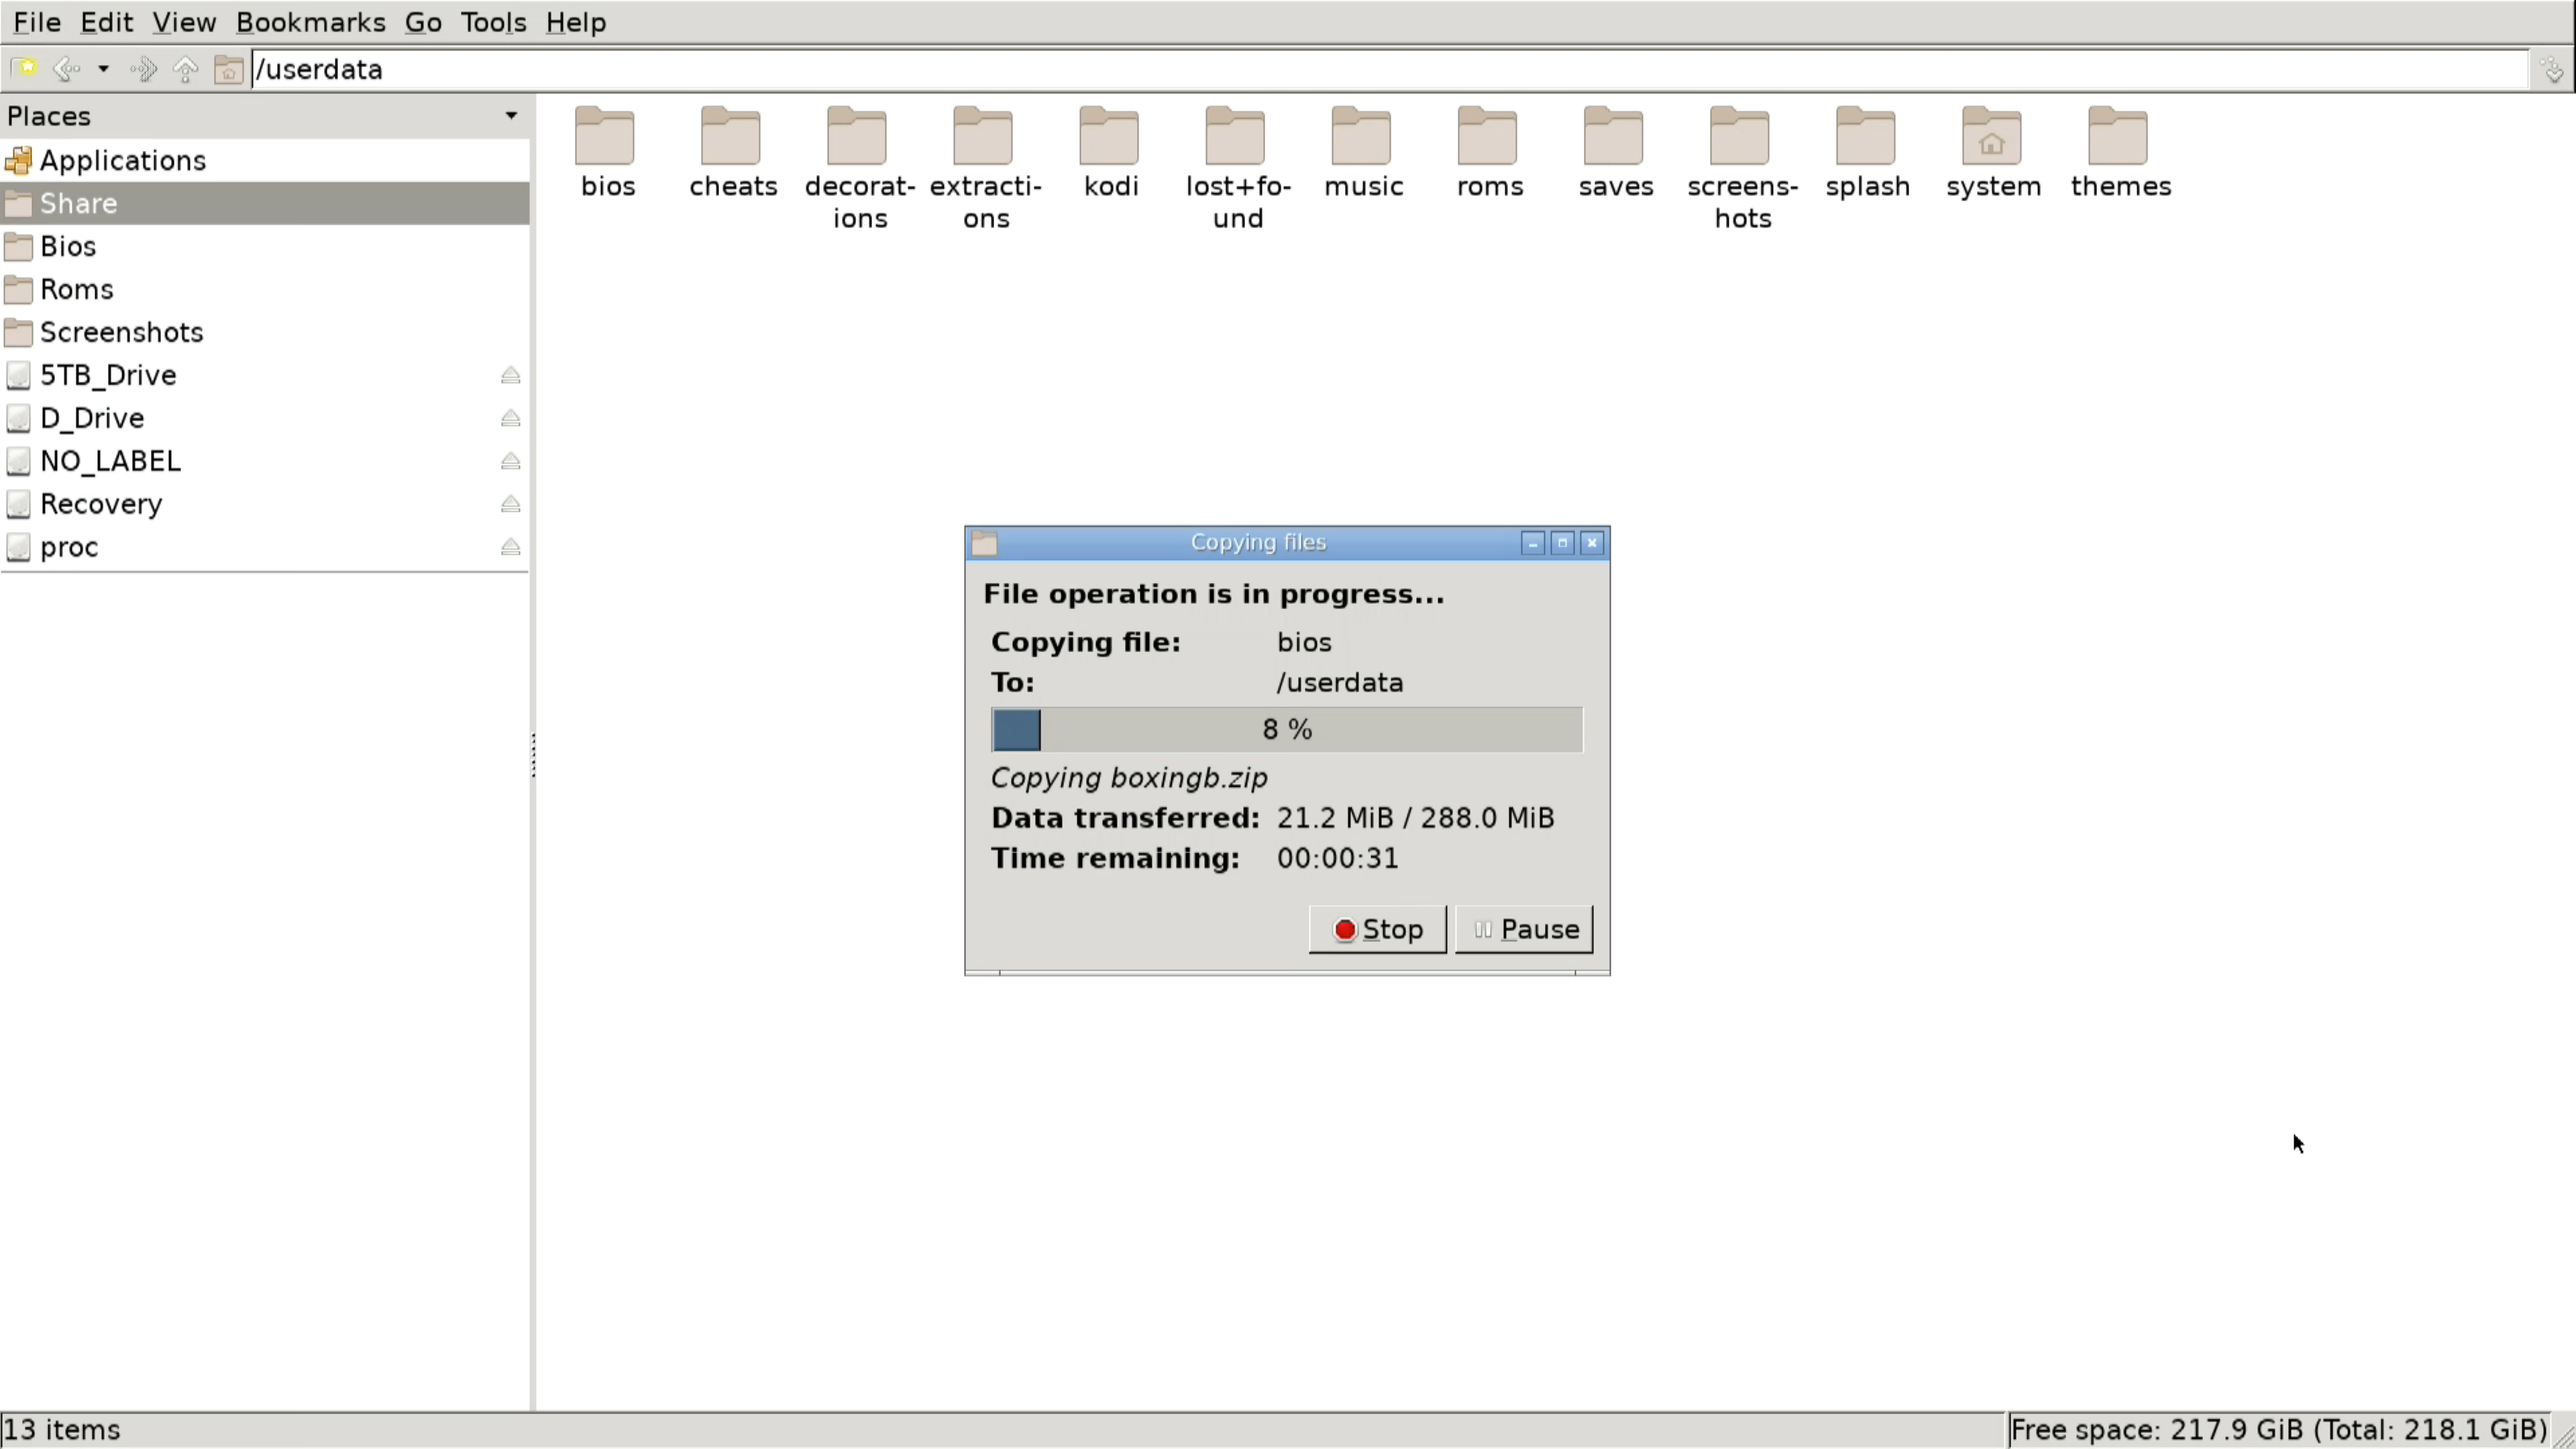 File Edit View Bookmarks Go Tools Help
/userdata
Places
Applications
Share
Bios
Roms
Screenshots
5TB_Drive
D_Drive
NO_LABEL
Recovery
proc
bios cheats decorat- extracti- kodi lost+fo- music roms saves screens- splash system themes
ions ons und hots
Copying files
File operation is in progress...
Copying file: bios
To: /userdata
8 %
Copying boxingb.zip
Data transferred: 21.2 MiB / 288.0 MiB
Time remaining: 00:00:31
Stop Pause
13 items
Free space: 217.9 GiB (Total: 218.1 GiB)